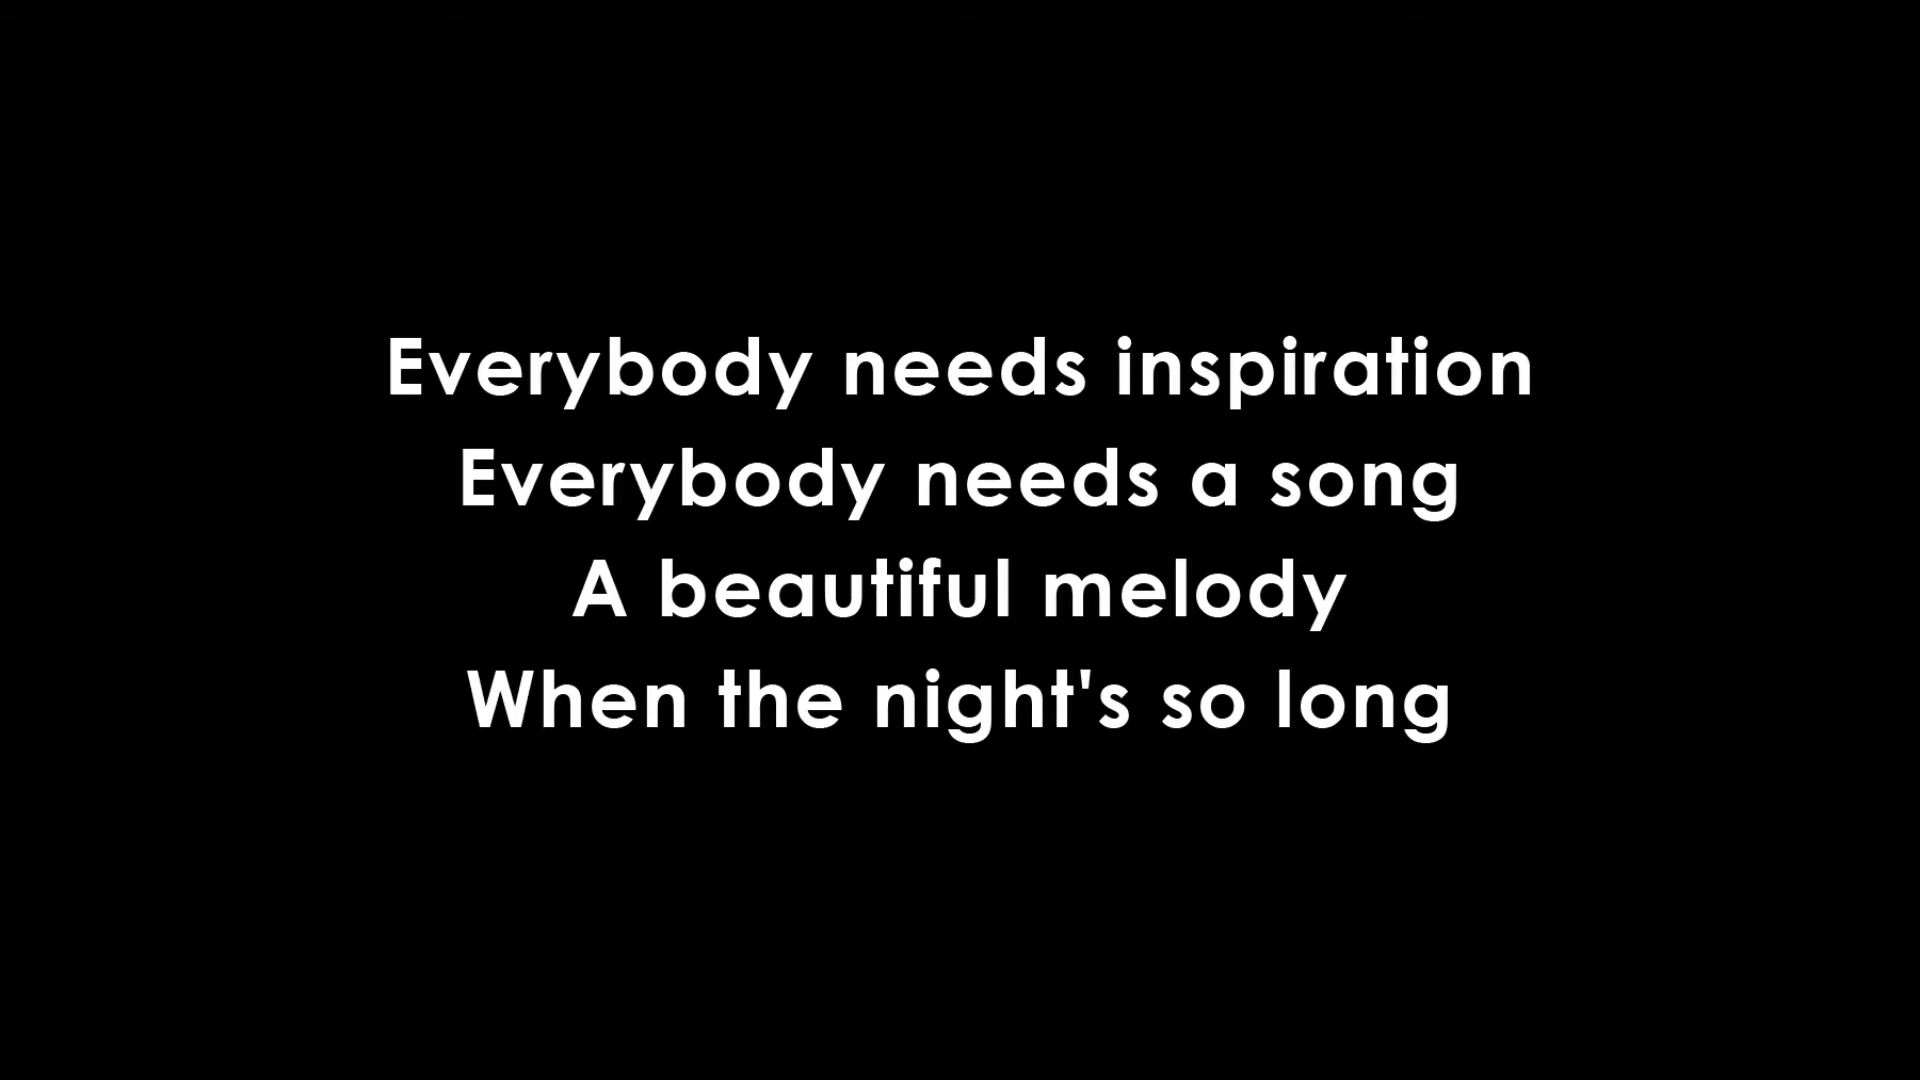 Everybody needs inspiration
Everybody needs a song
A beautiful melody
When the night's so long